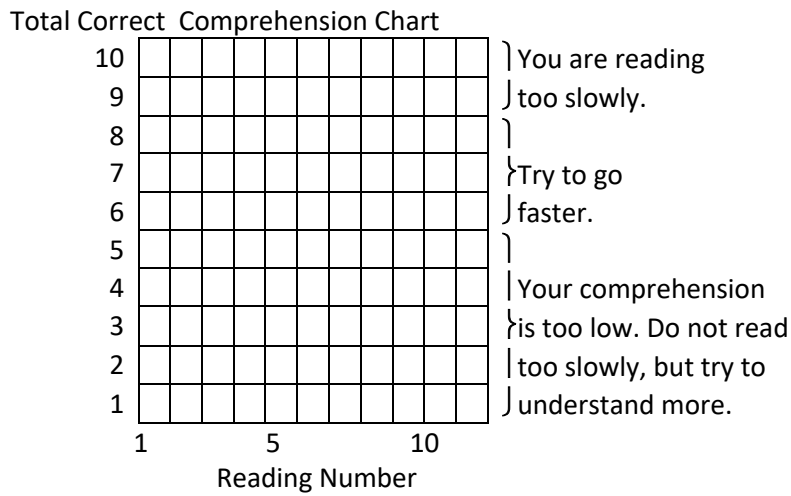 Total Correct Comprehension Chart
10 You are reading
9 too slowly.
8
7 Try to go
6 faster.
5
4 Your comprehension
3 is too low. Do not read
2 too slowly, but try to
1 understand more.
1 5 10
Reading Number